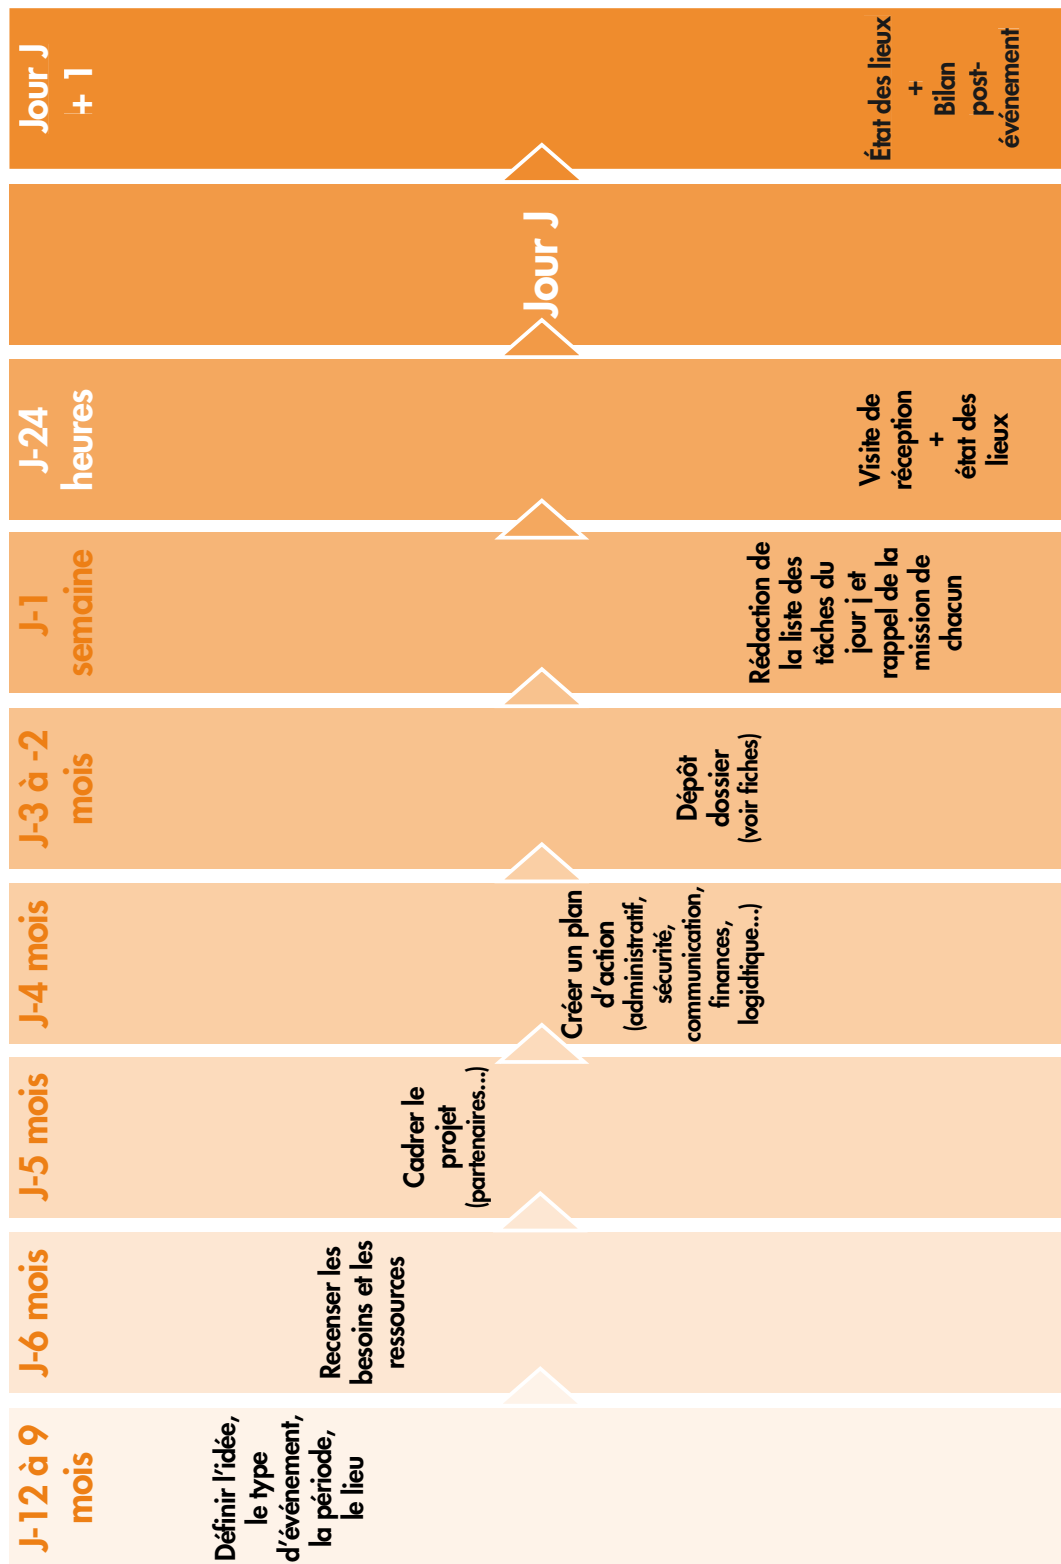 J-12 à 9
mois
Définir l’idée,
le type
d’événement,
la période,
le lieu
J-6 mois
Recenser les
besoins et les
ressources
J-5 mois
Cadrer le
projet
(partenaires...)
J-4 mois
Créer un plan
d’action
(administratif,
sécurité,
communication,
finances,
logidtique...)
J-3 à -2
mois
Dépôt
dossier
(voir fiches)
J-1
semaine
Rédaction de
la liste des
tâches du
jour j et
rappel de la
mission de
chacun
J-24
heures
Visite de
réception
+
état des
lieux
Jour J
Jour J
+ 1
État des lieux
+
Bilan
post-
événement